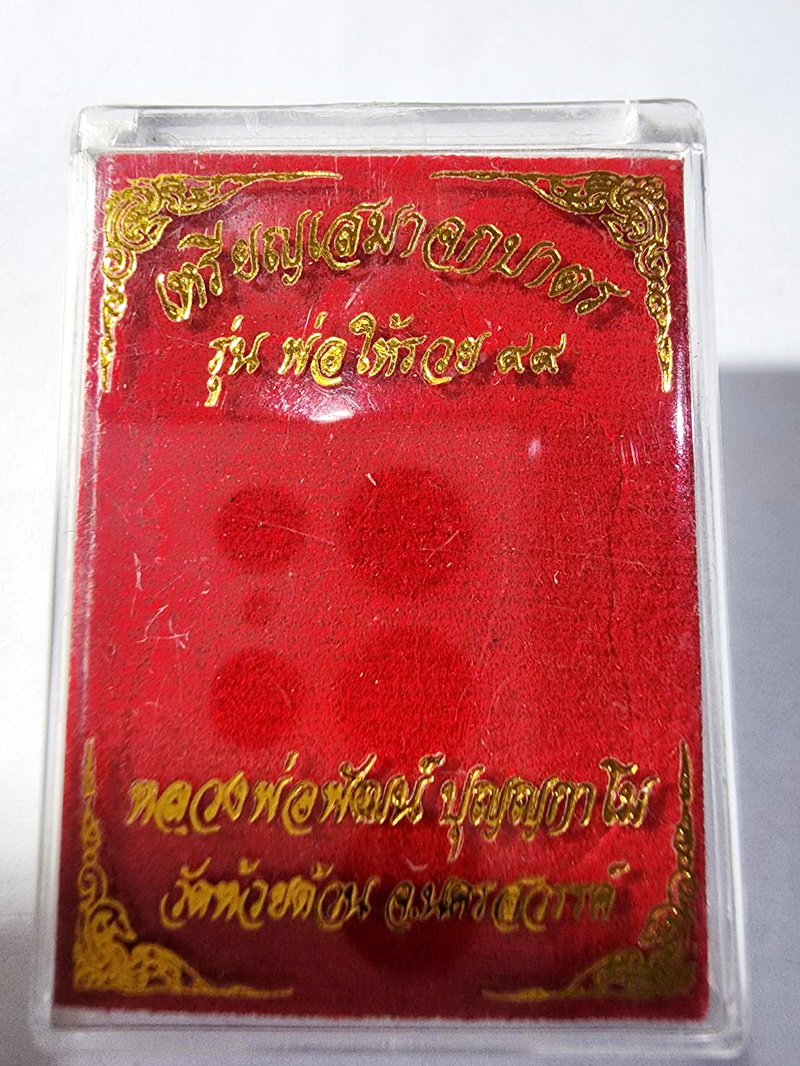 เหรียญเสมาฉกบาตร
รุ่น พ่อให้รวย ๙๙
หลวงพ่อพัฒน์ ปุญญกาโม
วัดห้วยด้วน จ.นครสวรรค์